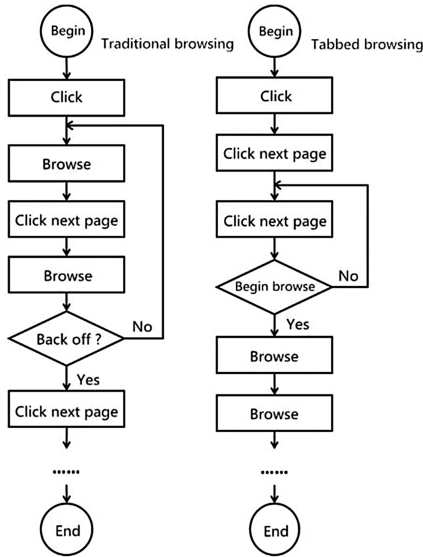 Begin
Traditional browsing
Click
Browse
Click next page
Browse
Back off ?
No
Yes
Click next page
......
End
Begin
Tabbed browsing
Click
Click next page
Click next page
Begin browse
No
Yes
Browse
Browse
......
End